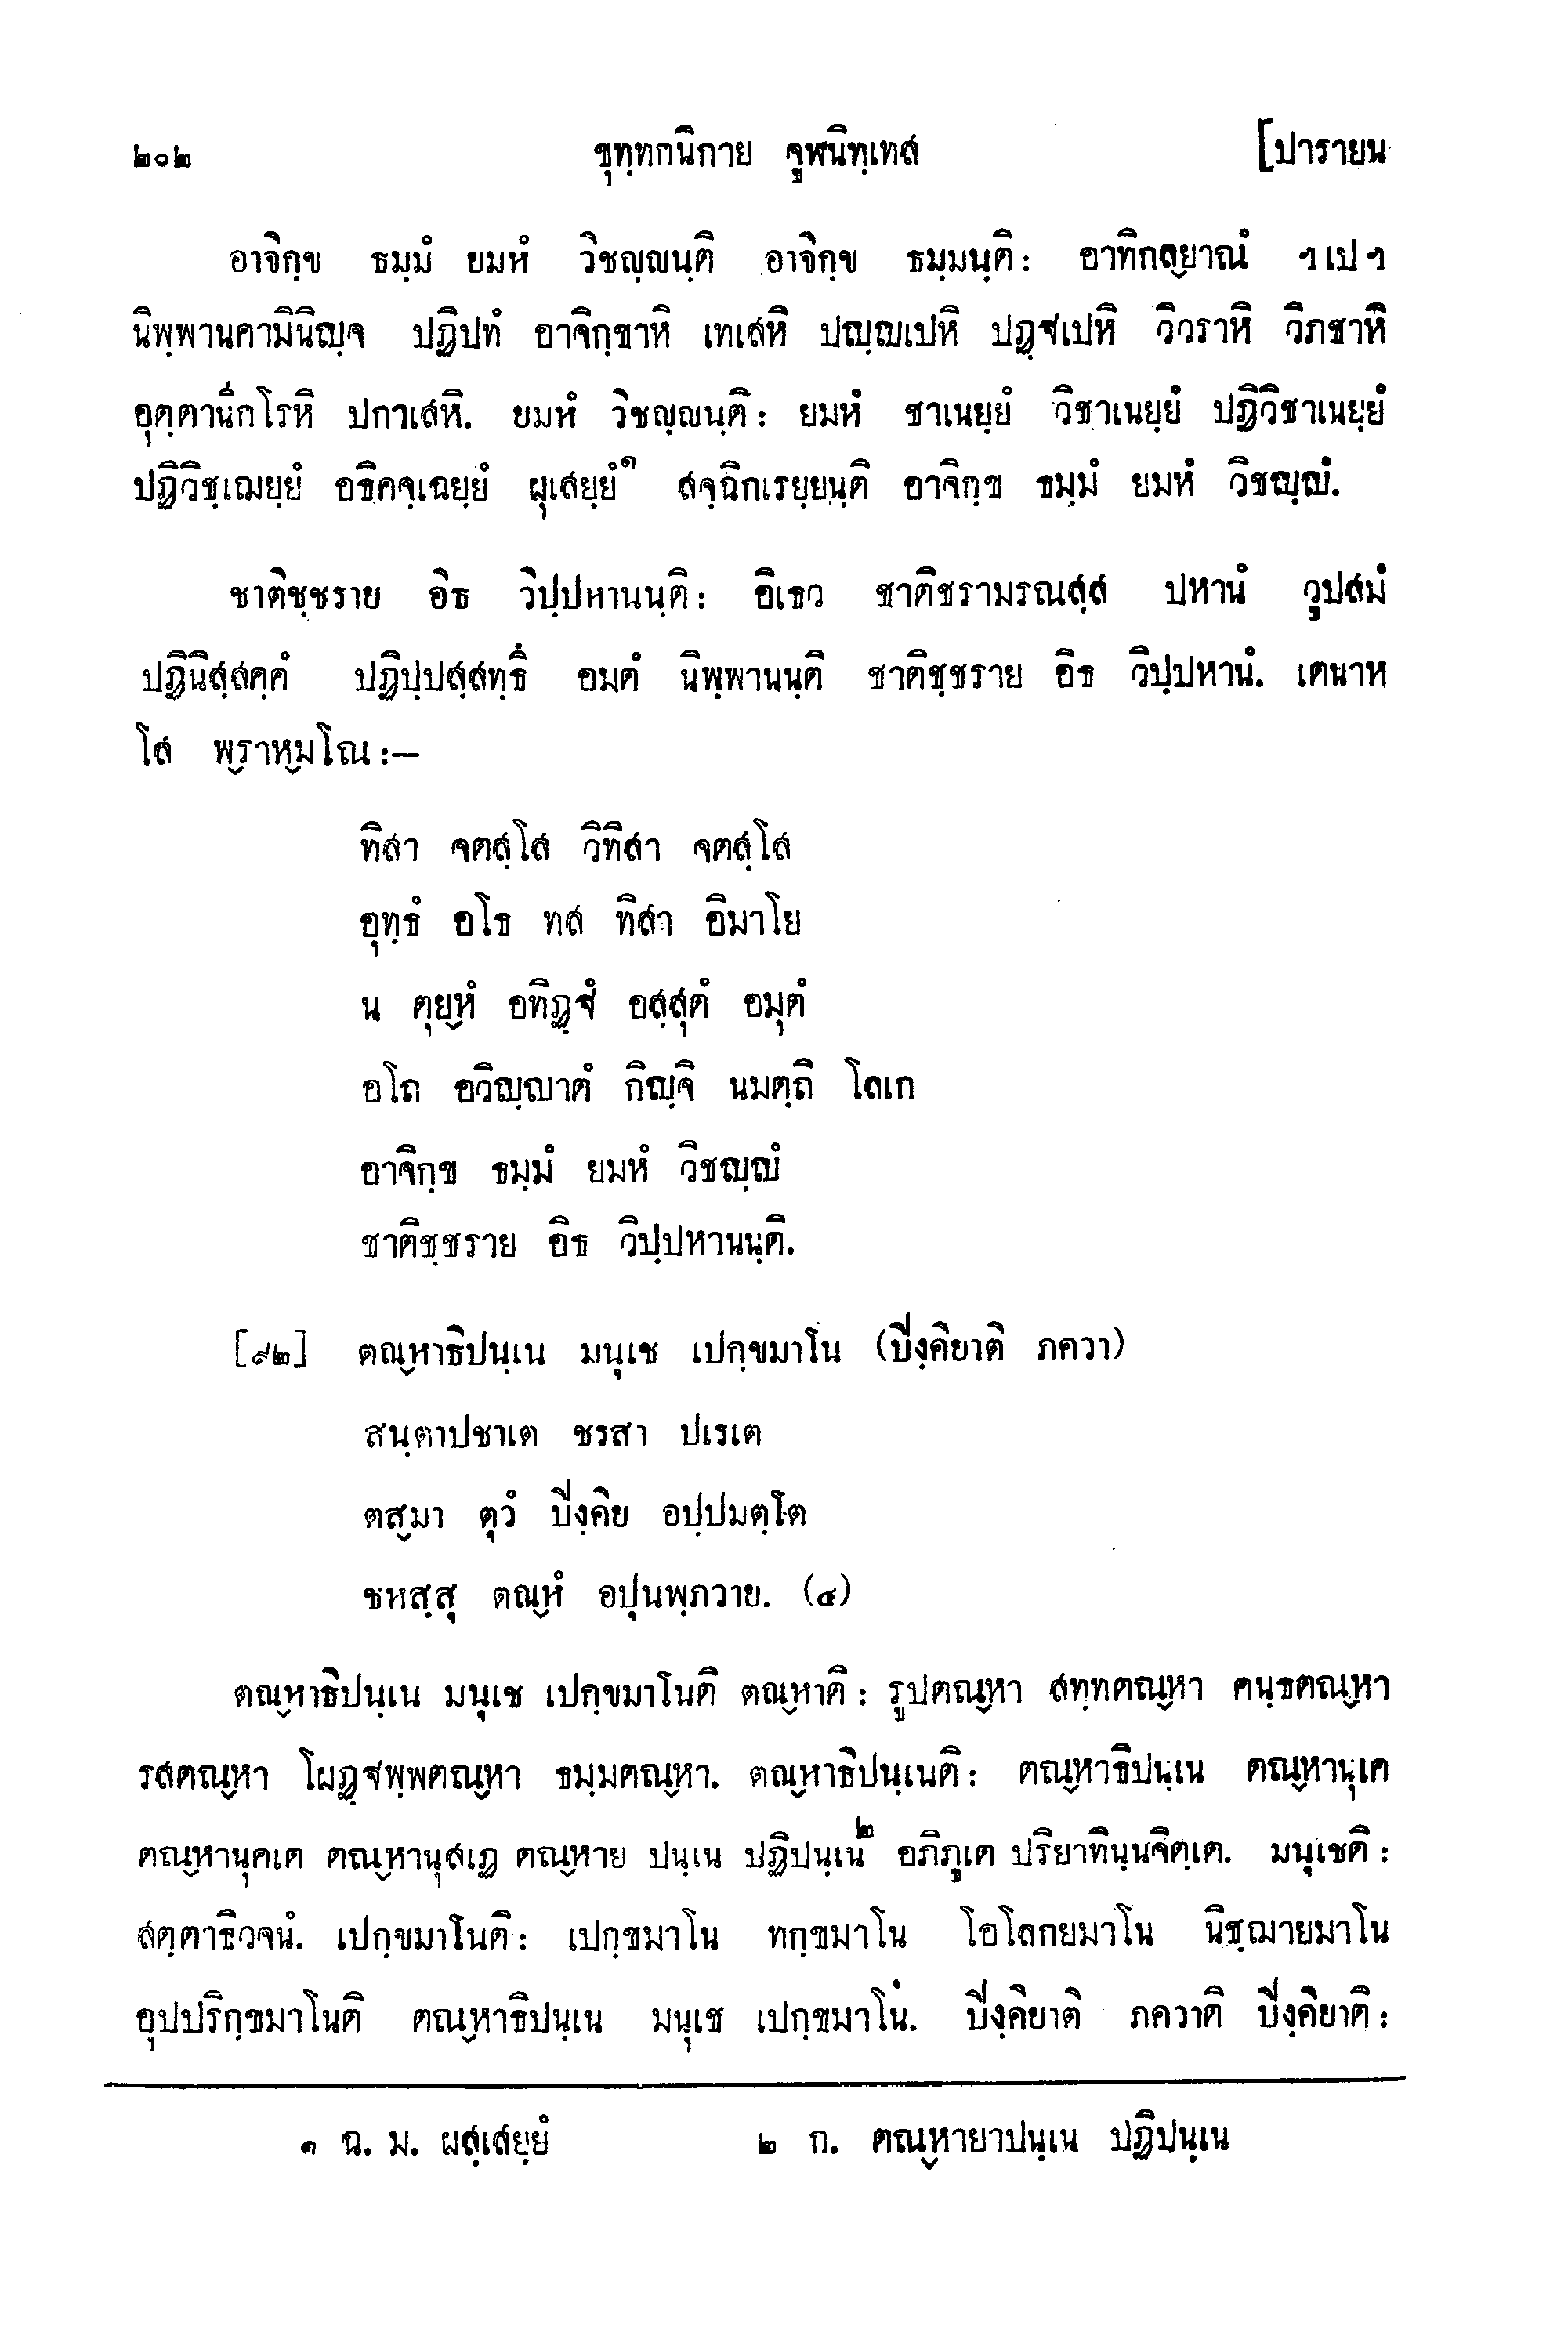 ๒๐๒ ขุทฺทกนิกาย จูฬนิทฺเทส [ปารายน
อาจิกฺข ธมฺมํ ยมหํ วิชญฺญนฺติ อาจิกฺข ธมฺมนฺติ: อาทิกลฺยาณํ ฯเปฯ
นิพฺพานคามินิญฺจ ปฏิปทํ อาจิกฺขาหิ เทเสหิ ปญฺญเปหิ ปฏฺฐเปหิ วิวราหิ วิภชาหิ
อุตฺตานึกโรหิ ปกาเสหิ. ยมหํ วิชญฺญนฺติ: ยมหํ ชาเนยฺยํ วิชาเนยฺยํ ปฏิวิชาเนยฺยํ
ปฏิวิชฺเฌยฺยํ อธิคจฺเฉยฺยํ ผุเสยฺยํ๑ สจฺฉิกเรยฺยนฺติ อาจิกฺข ธมฺมํ ยมหํ วิชญฺญํ.
ชาติชฺชราย อิธ วิปฺปหานนฺติ: อิเธว ชาติชรามรณสฺส ปหานํ วูปสมํ
ปฏินิสฺสคฺคํ ปฏิปฺปสฺสทฺธึ อมตํ นิพฺพานนฺติ ชาติชฺชราย อิธ วิปฺปหานํ. เตนาห
โส พฺราหฺมโณ:—
ทิสา จตสฺโส วิทิสา จตสฺโส
อุทฺธํ อโธ ทส ทิสา อิมาโย
น ตุยฺหํ อทิฏฺฐํ อสฺสุตํ อมุตํ
อโถ อวิญฺญาตํ กิญฺจิ นมตฺถิ โลเก
อาจิกฺข ธมฺมํ ยมหํ วิชญฺญํ
ชาติชฺชราย อิธ วิปฺปหานนฺติ.
[๙๒] ตณฺหาธิปนฺเน มนุเช เปกฺขมาโน (ปิงฺคิยาติ ภควา)
สนฺตาปชาเต ชรสา ปเรเต
ตสฺมา ตุวํ ปิงฺคิย อปฺปมตฺโต
ชหสฺสุ ตณฺหํ อปุนพฺภวาย. (๔)
ตณฺหาธิปนฺเน มนุเช เปกฺขมาโนติ ตณฺหาติ: รูปตณฺหา สทฺทตณฺหา คนฺธตณฺหา
รสตณฺหา โผฏฺฐพฺพตณฺหา ธมฺมตณฺหา. ตณฺหาธิปนฺเนติ: ตณฺหาธิปนฺเน ตณฺหานุเค
ตณฺหานุคเต ตณฺหานุสเฏ ตณฺหาย ปนฺเน ปฏิปนฺเน๒ อภิภูเต ปริยาทินฺนจิตฺเต. มนุเชติ:
สตฺตาธิวจนํ. เปกฺขมาโนติ: เปกฺขมาโน ทกฺขมาโน โอโลกยมาโน นิชฺฌายมาโน
อุปปริกฺขมาโนติ ตณฺหาธิปนฺเน มนุเช เปกฺขมาโน. ปิงฺคิยาติ ภควาติ ปิงฺคิยาติ:
๑ ฉ. ม. ผสฺเสยฺยํ ๒ ก. ตณฺหายาปนฺเน ปฏิปนฺเน